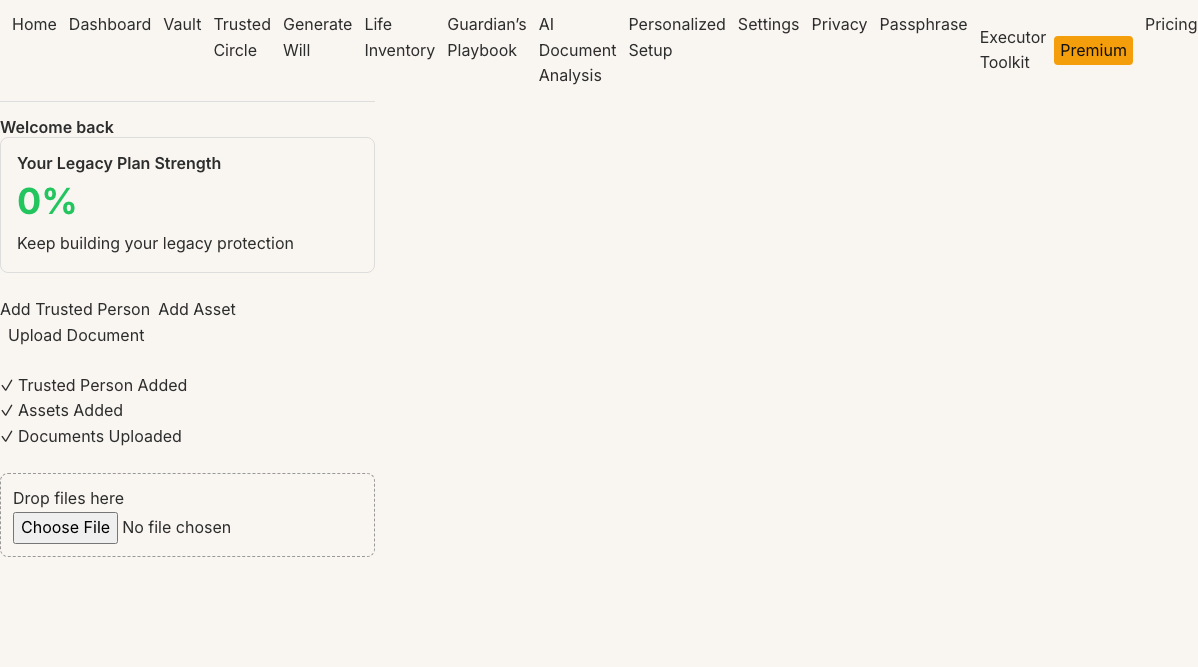 Home Dashboard Vault Trusted Circle Generate Will Life Inventory Guardian’s Playbook AI Document Analysis Personalized Setup Settings Privacy Passphrase Executor Toolkit Premium Pricing
Welcome back
Your Legacy Plan Strength
0%
Keep building your legacy protection
Add Trusted Person Add Asset
Upload Document
✓ Trusted Person Added
✓ Assets Added
✓ Documents Uploaded
Drop files here
Choose File No file chosen